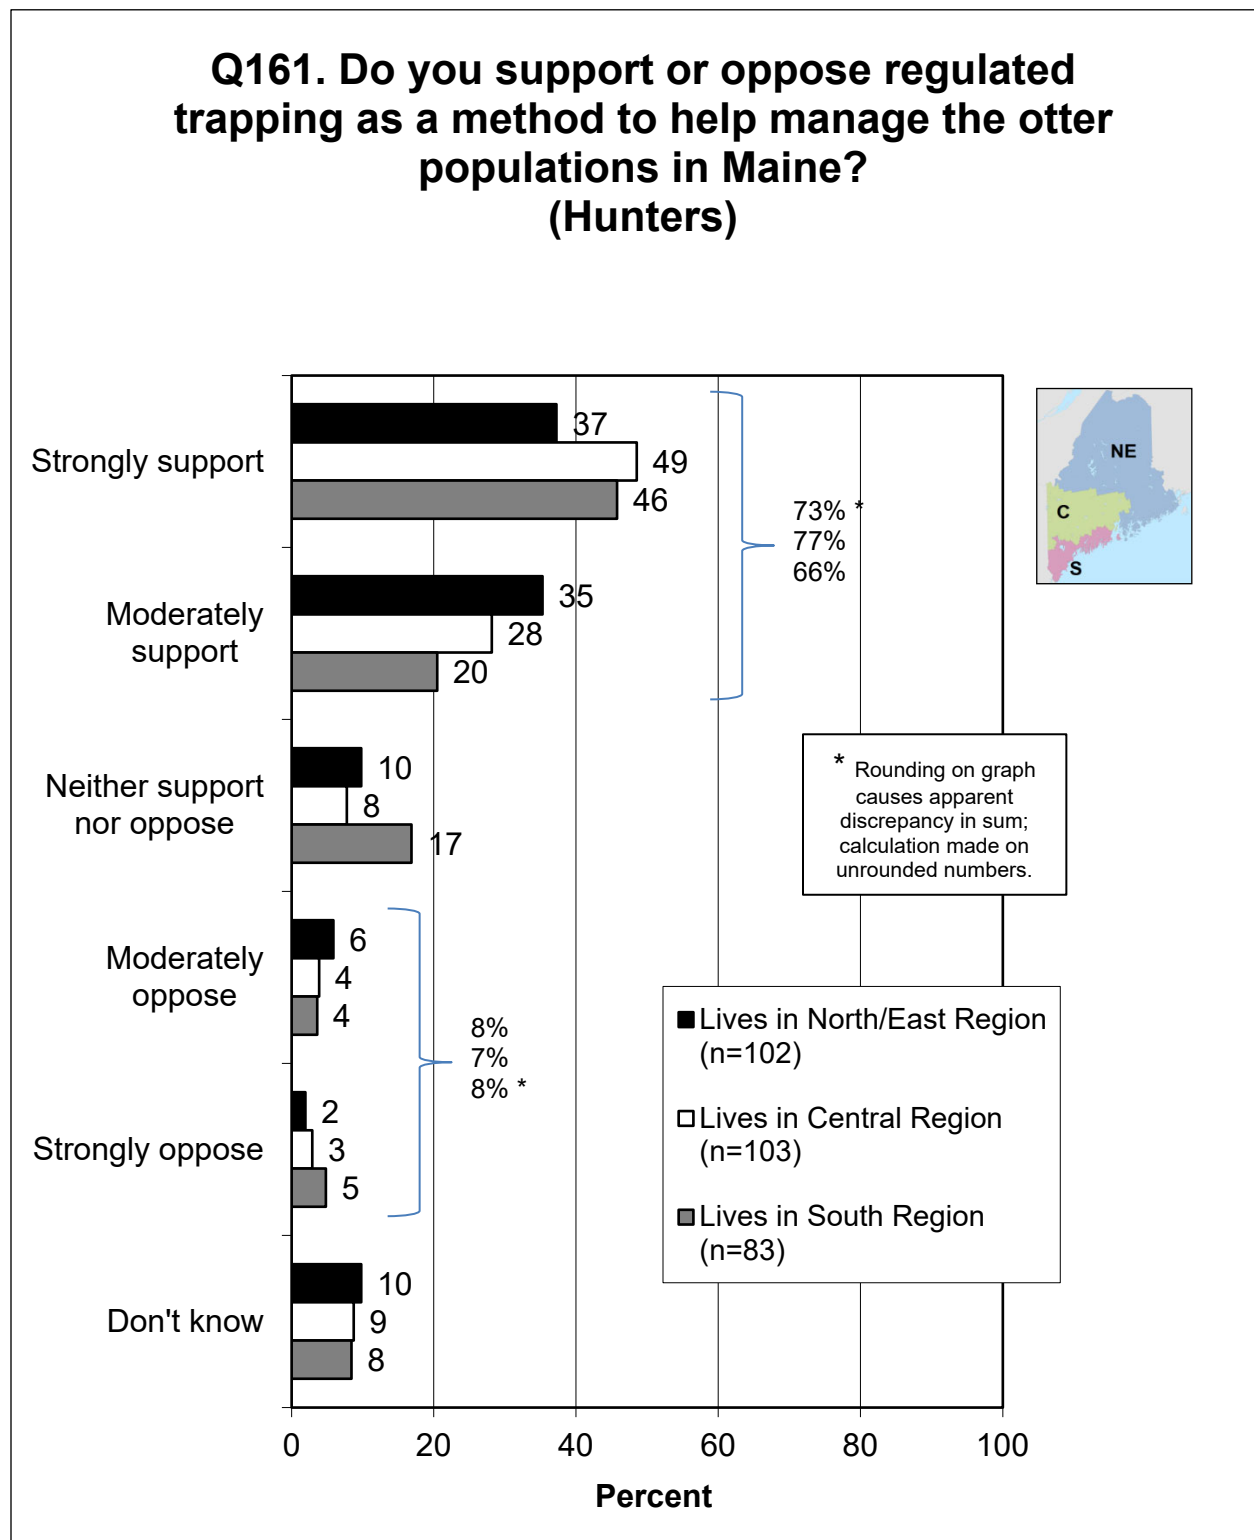 Q161. Do you support or oppose regulated
trapping as a method to help manage the otter
populations in Maine?
(Hunters)
Strongly support
37
49
46
Moderately
support
35
28
20
73% *
77%
66%
NE
C
S
Neither support
nor oppose
10
8
17
* Rounding on graph
causes apparent
discrepancy in sum;
calculation made on
unrounded numbers.
Moderately
oppose
6
4
4
8%
7%
8% *
Strongly oppose
2
3
5
Lives in North/East Region
(n=102)
Lives in Central Region
(n=103)
Lives in South Region
(n=83)
Don't know
10
9
8
0 20 40 60 80 100
Percent